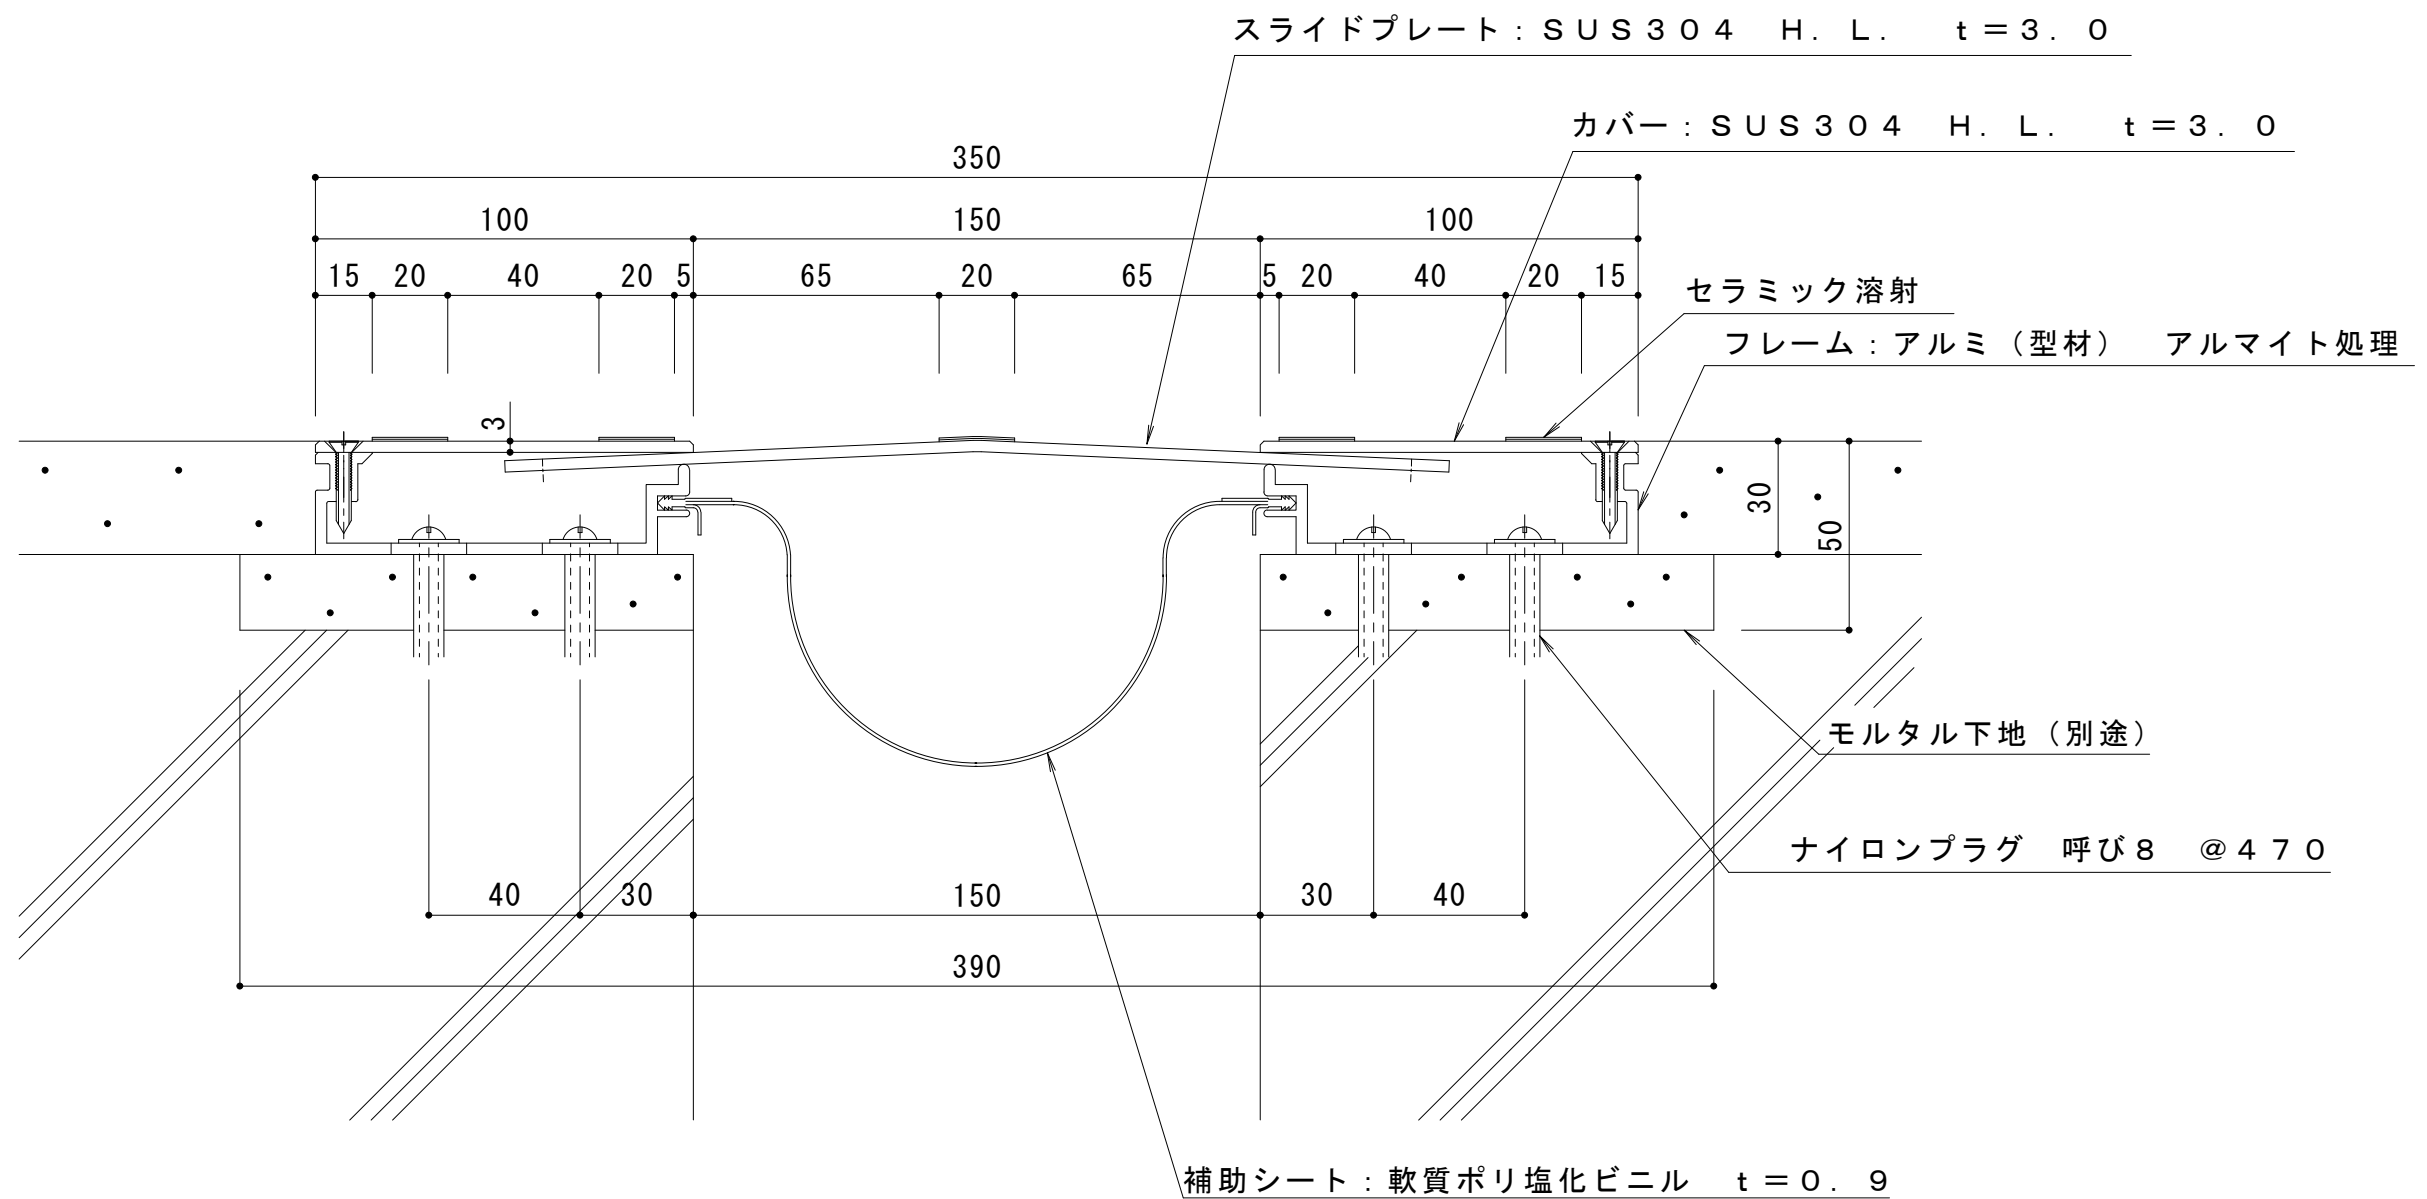 スライドプレート：ＳＵＳ３０４　Ｈ．Ｌ．　ｔ＝３．０
カバー：ＳＵＳ３０４　Ｈ．Ｌ．　ｔ＝３．０
350
100 150 100
15 20 40 20 5 65 20 65 5 20 40 20 15
セラミック溶射
フレーム：アルミ（型材）　アルマイト処理
3
30
50
モルタル下地（別途）
ナイロンプラグ　呼び８　＠４７０
40 30 150 30 40
390
補助シート：軟質ポリ塩化ビニル　ｔ＝０．９